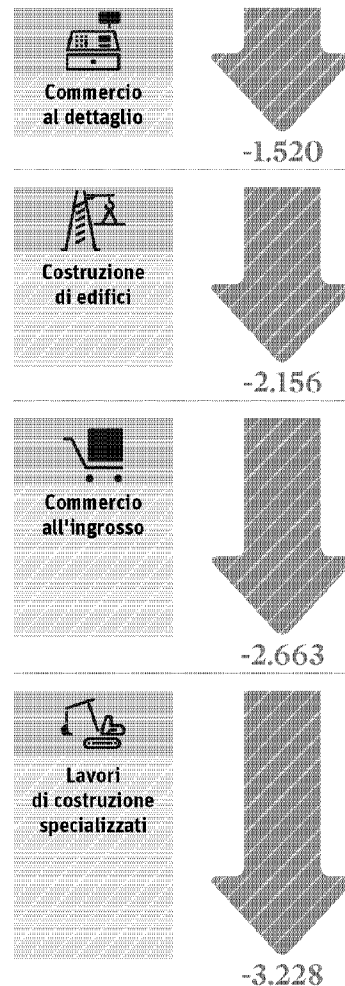 Commercio
al dettaglio
-1.520
Costruzione
di edifici
-2.156
Commercio
all'ingrosso
-2.663
Lavori
di costruzione
specializzati
-3.228